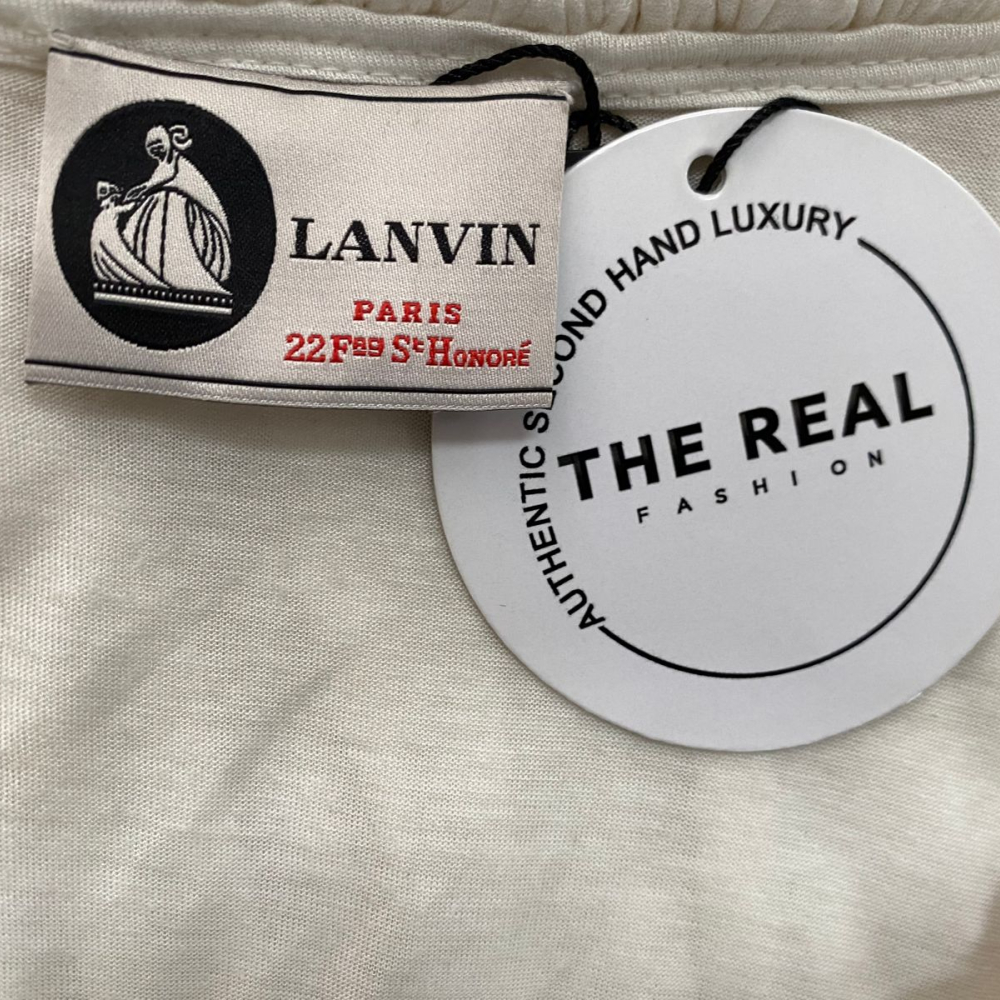 LANVIN
PARIS
22 Fbg St Honoré
AUTHENTIC SECOND HAND LUXURY
THE REAL
FASHION